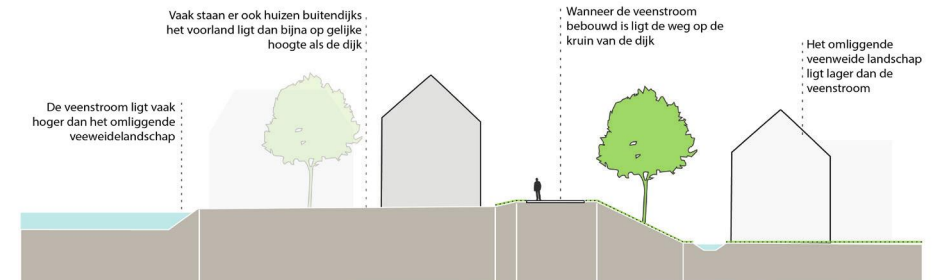 De veenstroom ligt vaak
hoger dan het omliggende
veeweidelandschap
Vaak staan er ook huizen buitendijks
het voorland ligt dan bijna op gelijke
hoogte als de dijk
Wanneer de veenstroom
bebouwd is ligt de weg op de
kruin van de dijk
Het omliggende
veenweide landschap
ligt lager dan de
veenstroom